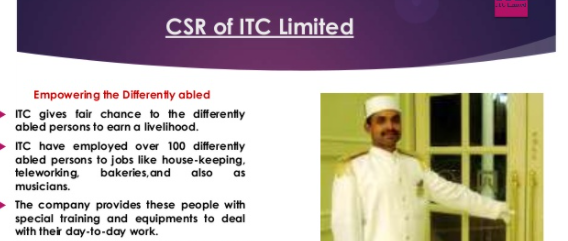 CSR of ITC Limited
Empowering the Differently abled
ITC gives fair chance to the differently
abled persons to earn a livelihood.
ITC have employed over 100 differently
abled persons to jobs like house-keeping,
teleworking, bakeries,and also as
musicians.
The company provides these people with
special training and equipments to deal
with their day-to-day work.